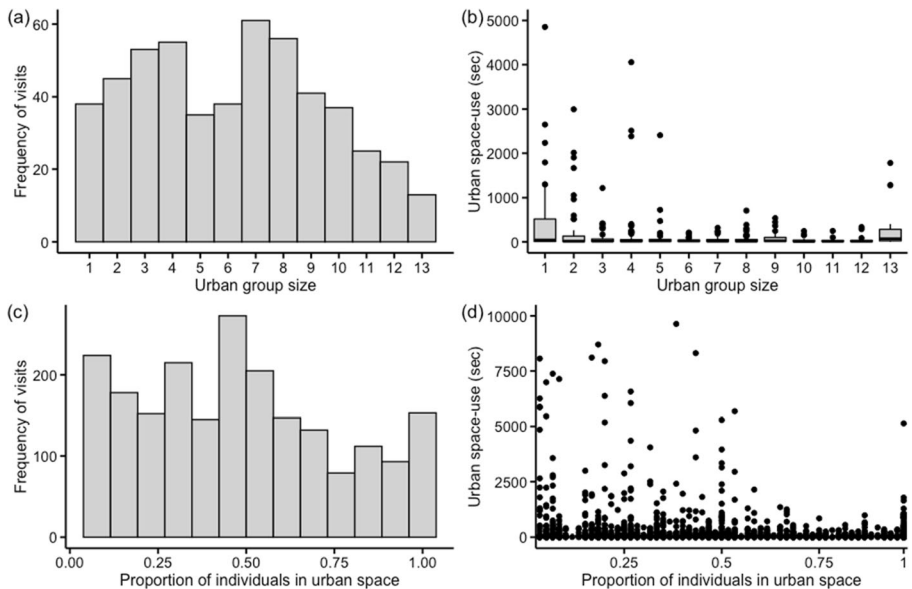 (a)
Frequency of visits
60
40
20
0
1 2 3 4 5 6 7 8 9 10 11 12 13
Urban group size
(b)
Urban space-use (sec)
5000
4000
3000
2000
1000
0
1 2 3 4 5 6 7 8 9 10 11 12 13
Urban group size
(c)
Frequency of visits
200
100
0
0.00 0.25 0.50 0.75 1.00
Proportion of individuals in urban space
(d)
Urban space-use (sec)
10000
7500
5000
2500
0
0.25 0.5 0.75 1
Proportion of individuals in urban space